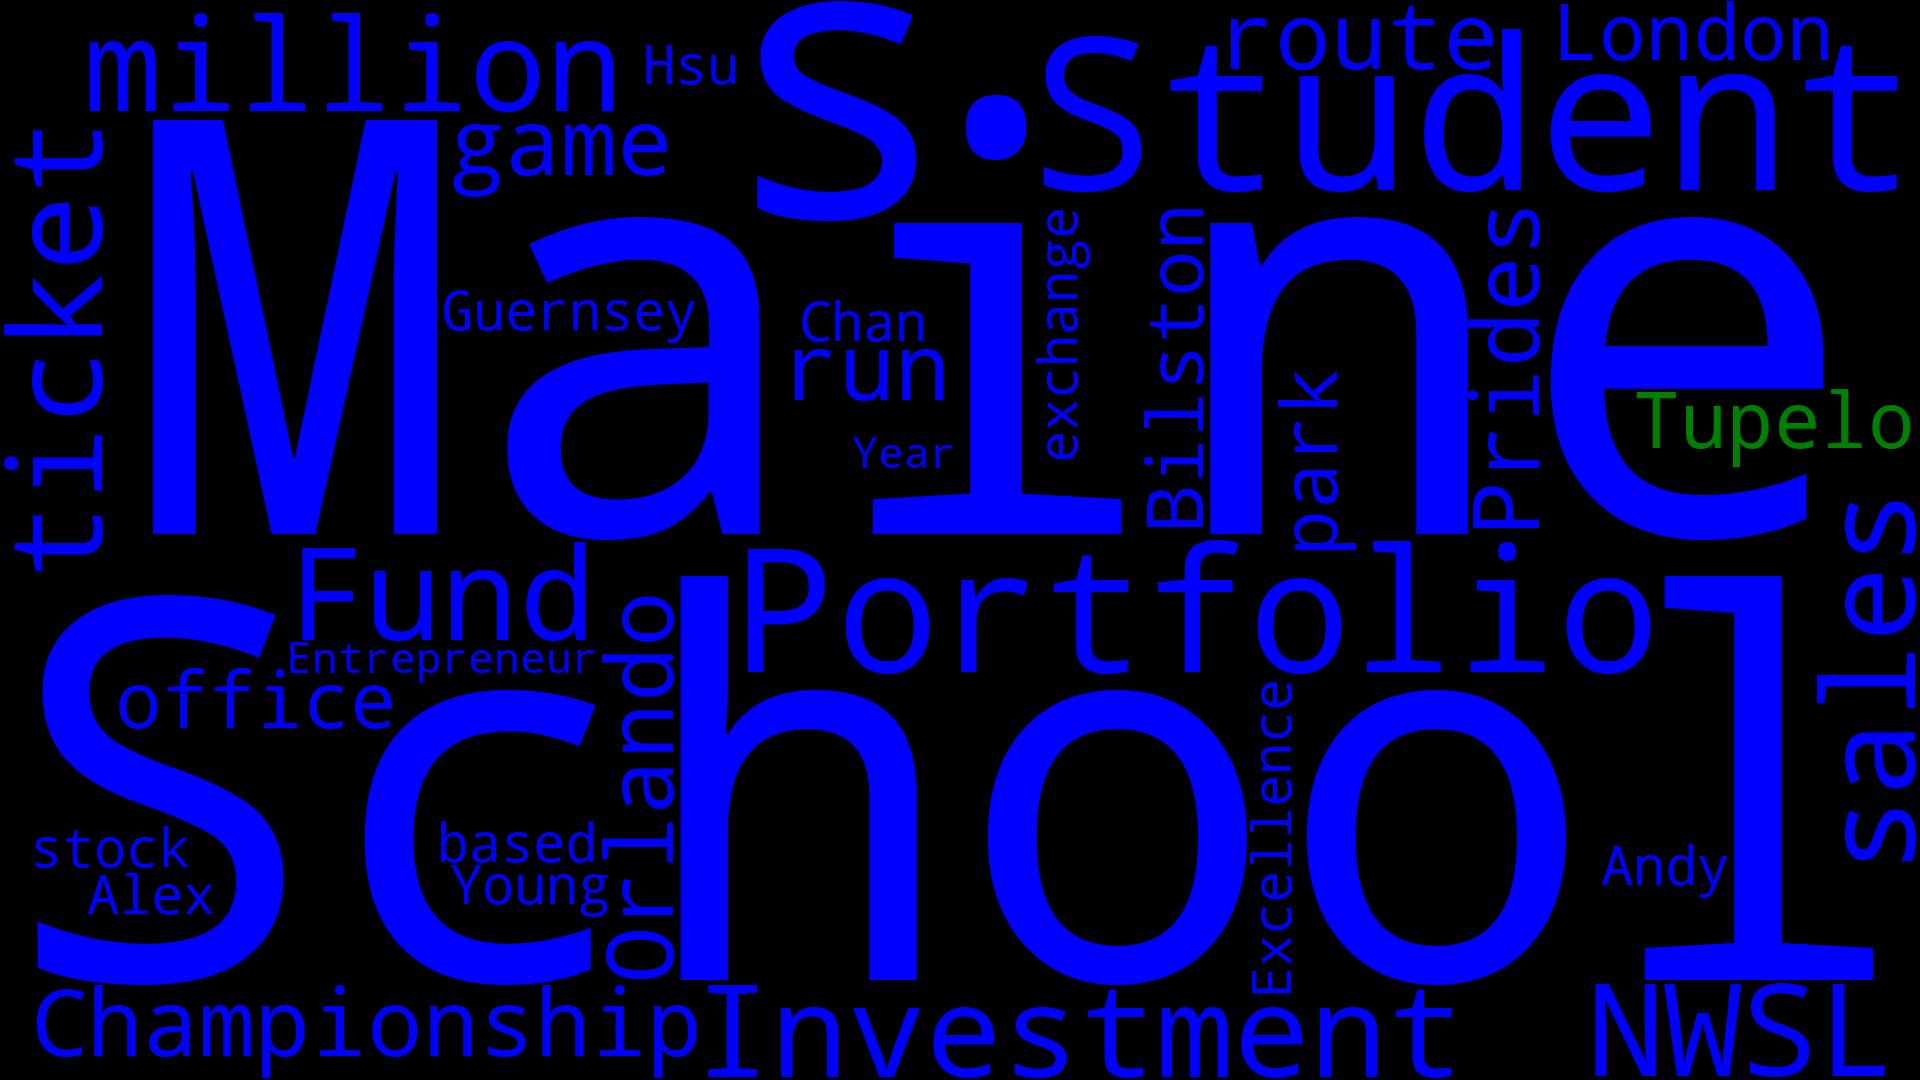 million
Hsu
S.
Student
route
London
ticket
Maine
game
Guernsey
Chan
run
Year
exchange
Bilston
park
Prides
Tupelo
sales
Fund
Portfolio
Entrepreneur
office
orlando
School
stock
Alex
based
Young
Excellence
Andy
Championship
Investment
NWSL